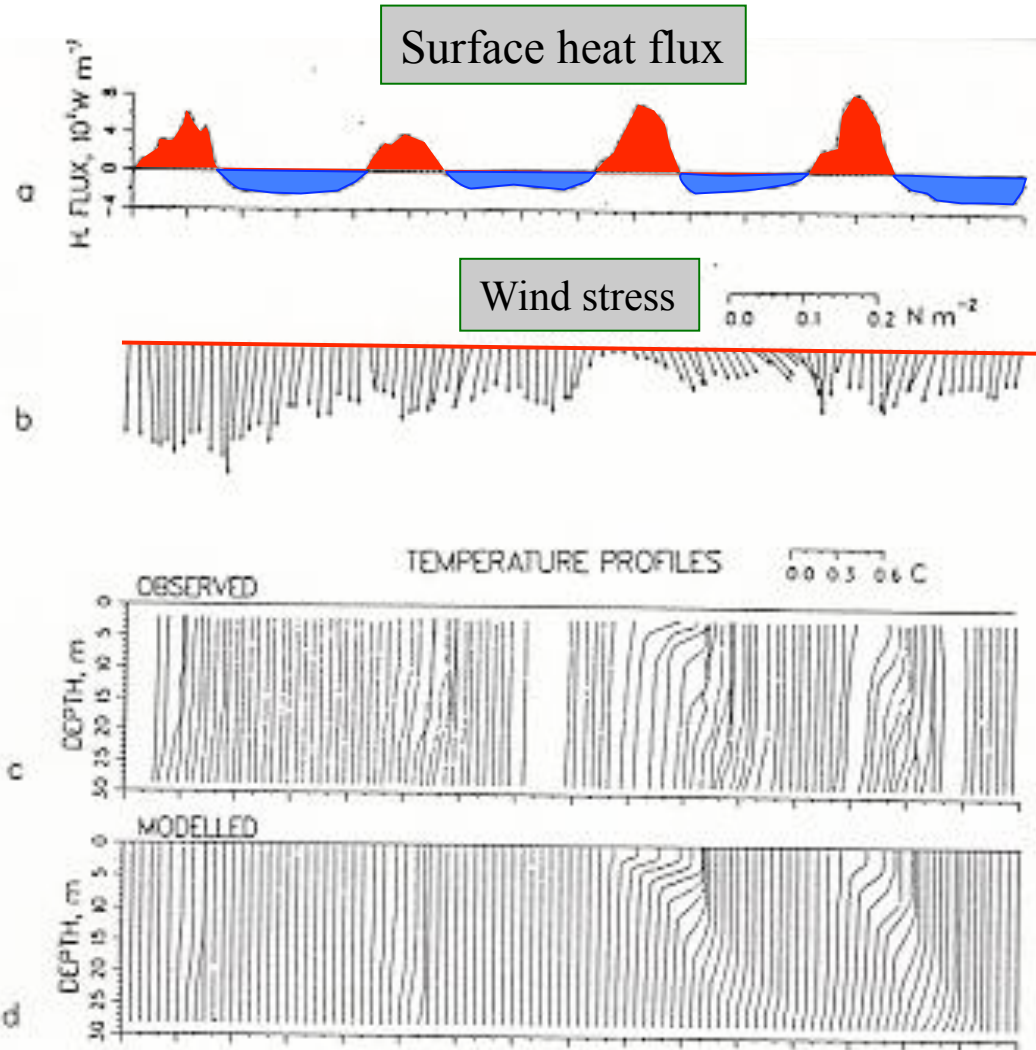 Surface heat flux
H. FLUX, 10²W m⁻²
8
4
0
-4
a
Wind stress
0.0 0.1 0.2 N m⁻²
b
TEMPERATURE PROFILES
0.0 0.3 0.6 C
OBSERVED
DEPTH, m
0
5
10
15
20
25
30
c
MODELLED
DEPTH, m
0
5
10
15
20
25
30
d